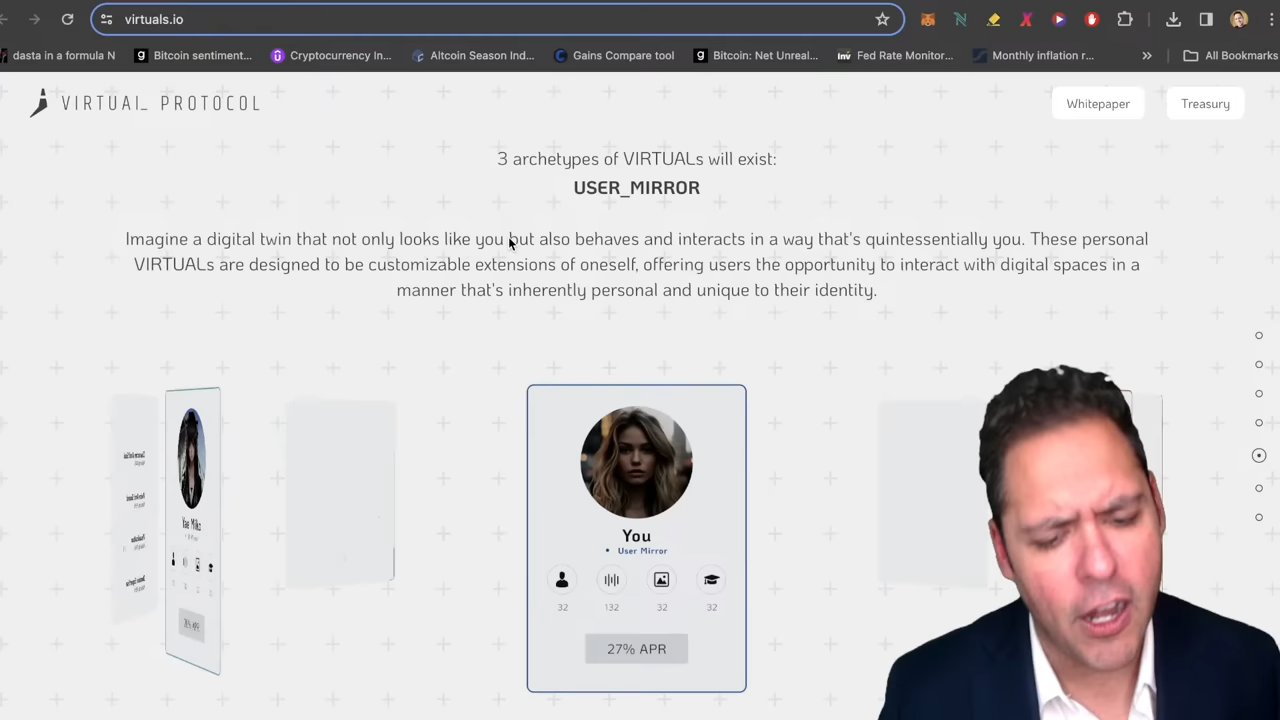 virtuals.io
dasta in a formula N
Bitcoin sentiment...
Cryptocurrency In...
Altcoin Season Ind...
Gains Compare tool
Bitcoin: Net Unreal...
Inv
Fed Rate Monitor...
Monthly inflation r...
»
All Bookmarks
VIRTUAL PROTOCOL
Whitepaper
Treasury
3 archetypes of VIRTUALs will exist:
USER_MIRROR
Imagine a digital twin that not only looks like you but also behaves and interacts in a way that's quintessentially you. These personal
VIRTUALs are designed to be customizable extensions of oneself, offering users the opportunity to interact with digital spaces in a
manner that's inherently personal and unique to their identity.
You
• User Mirror
32 132 32 32
27% APR